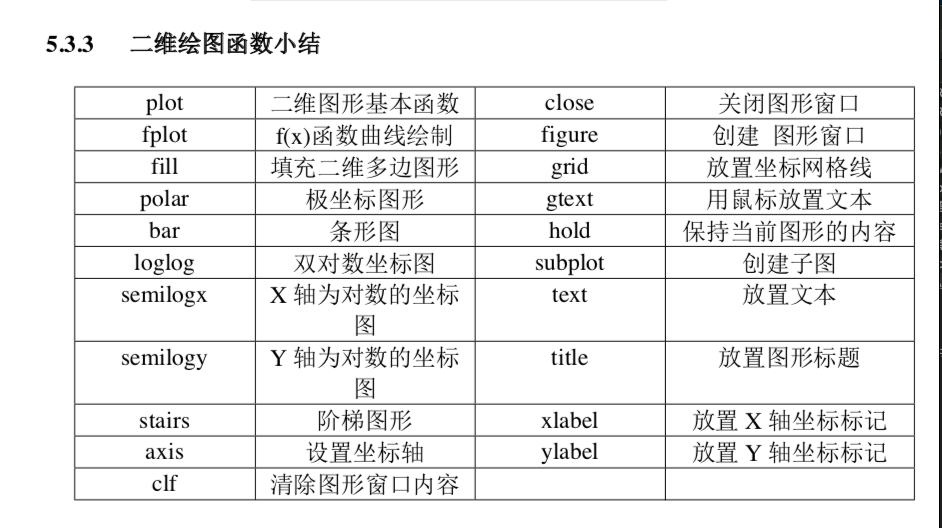 5.3.3 二维绘图函数小结
plot 二维图形基本函数 close 关闭图形窗口
fplot f(x)函数曲线绘制 figure 创建 图形窗口
fill 填充二维多边图形 grid 放置坐标网格线
polar 极坐标图形 gtext 用鼠标放置文本
bar 条形图 hold 保持当前图形的内容
loglog 双对数坐标图 subplot 创建子图
semilogx X 轴为对数的坐标 text 放置文本
图
semilogy Y 轴为对数的坐标 title 放置图形标题
图
stairs 阶梯图形 xlabel 放置 X 轴坐标标记
axis 设置坐标轴 ylabel 放置 Y 轴坐标标记
clf 清除图形窗口内容